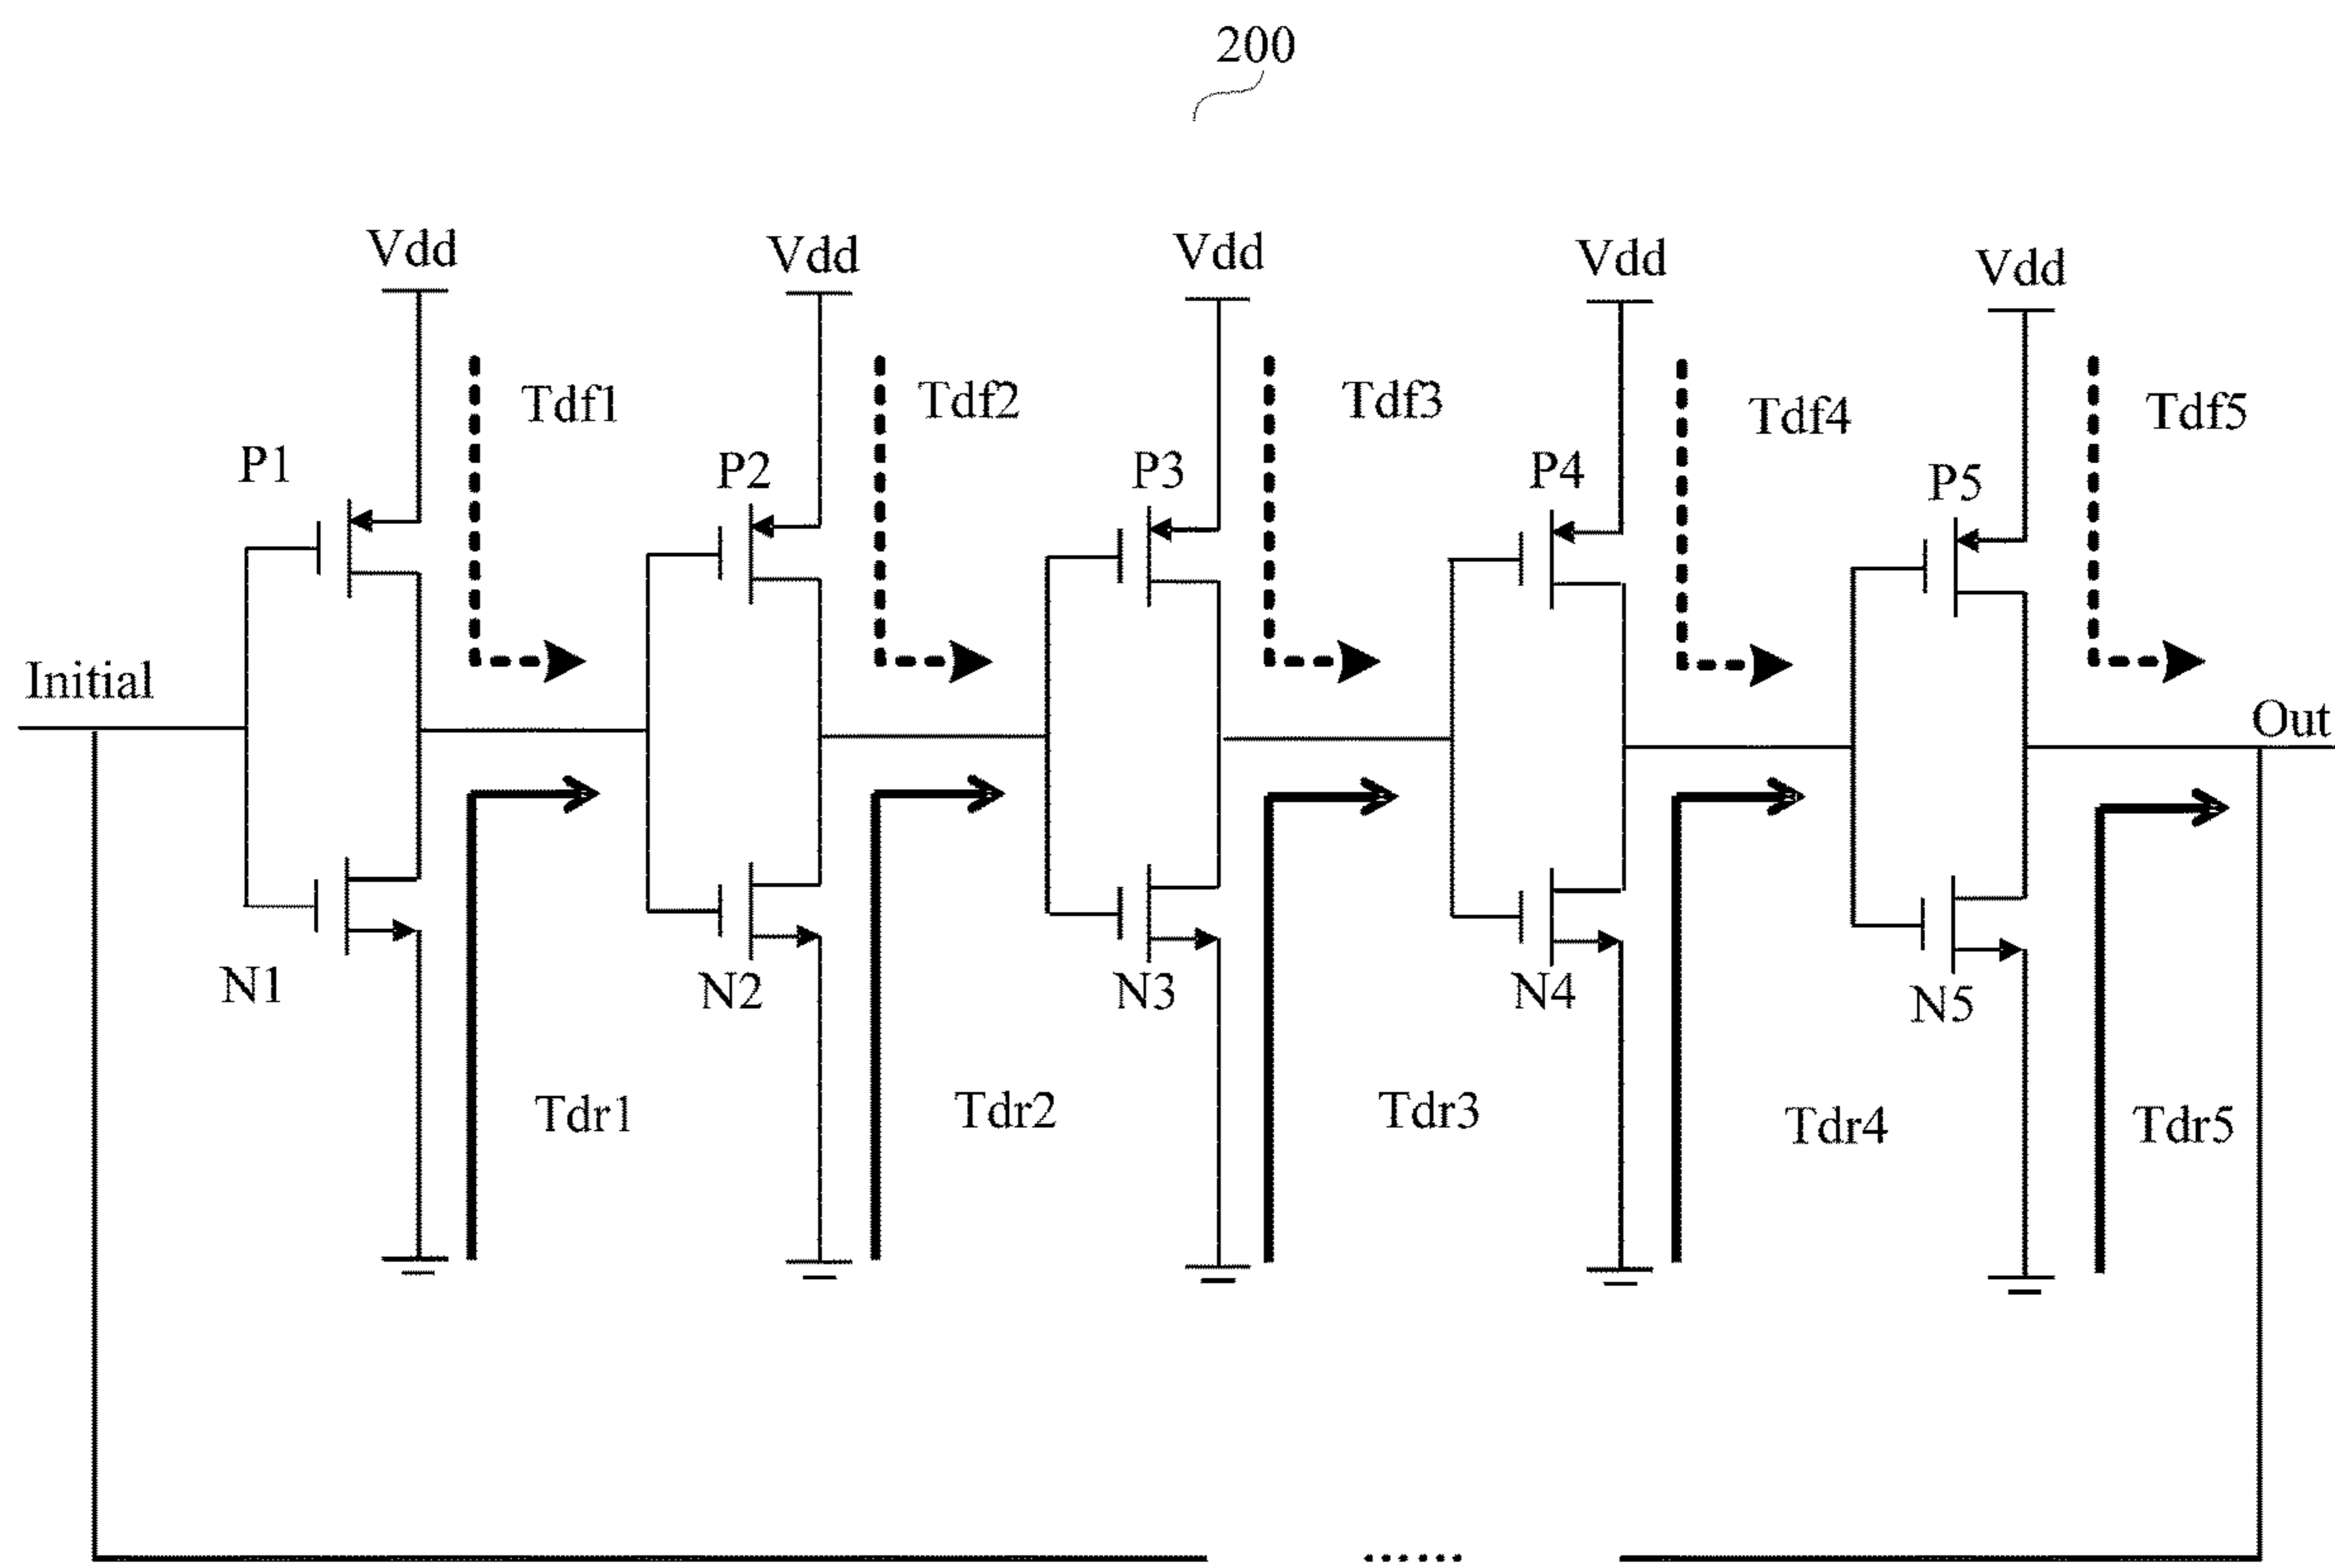 200
Vdd
Vdd
Vdd
Vdd
Vdd
Tdf1
Tdf2
Tdf3
Tdf4
Tdf5
P1
P2
P3
P4
P5
Initial
Out
N1
N2
N3
N4
N5
Tdr1
Tdr2
Tdr3
Tdr4
Tdr5